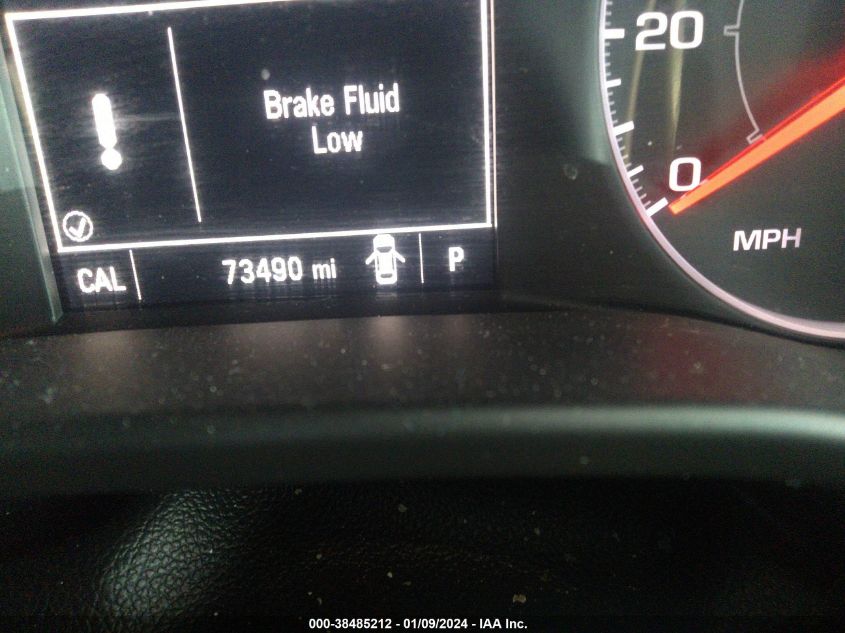 20
Brake Fluid
Low
0
MPH
CAL 73490 mi P
000-38485212 - 01/09/2024 - IAA Inc.